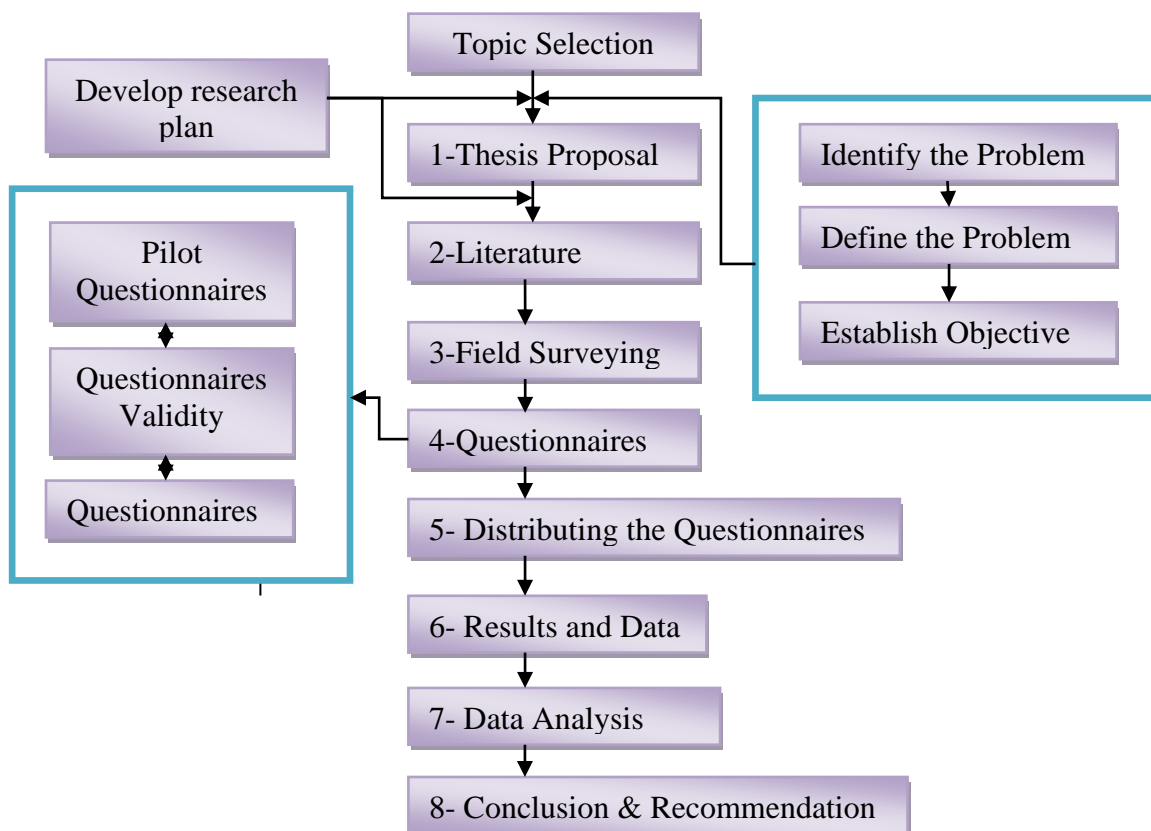 Topic Selection
Develop research
plan
1-Thesis Proposal
Identify the Problem
Define the Problem
Establish Objective
2-Literature
Pilot
Questionnaires
Questionnaires
Validity
Questionnaires
3-Field Surveying
4-Questionnaires
5- Distributing the Questionnaires
6- Results and Data
7- Data Analysis
8- Conclusion & Recommendation